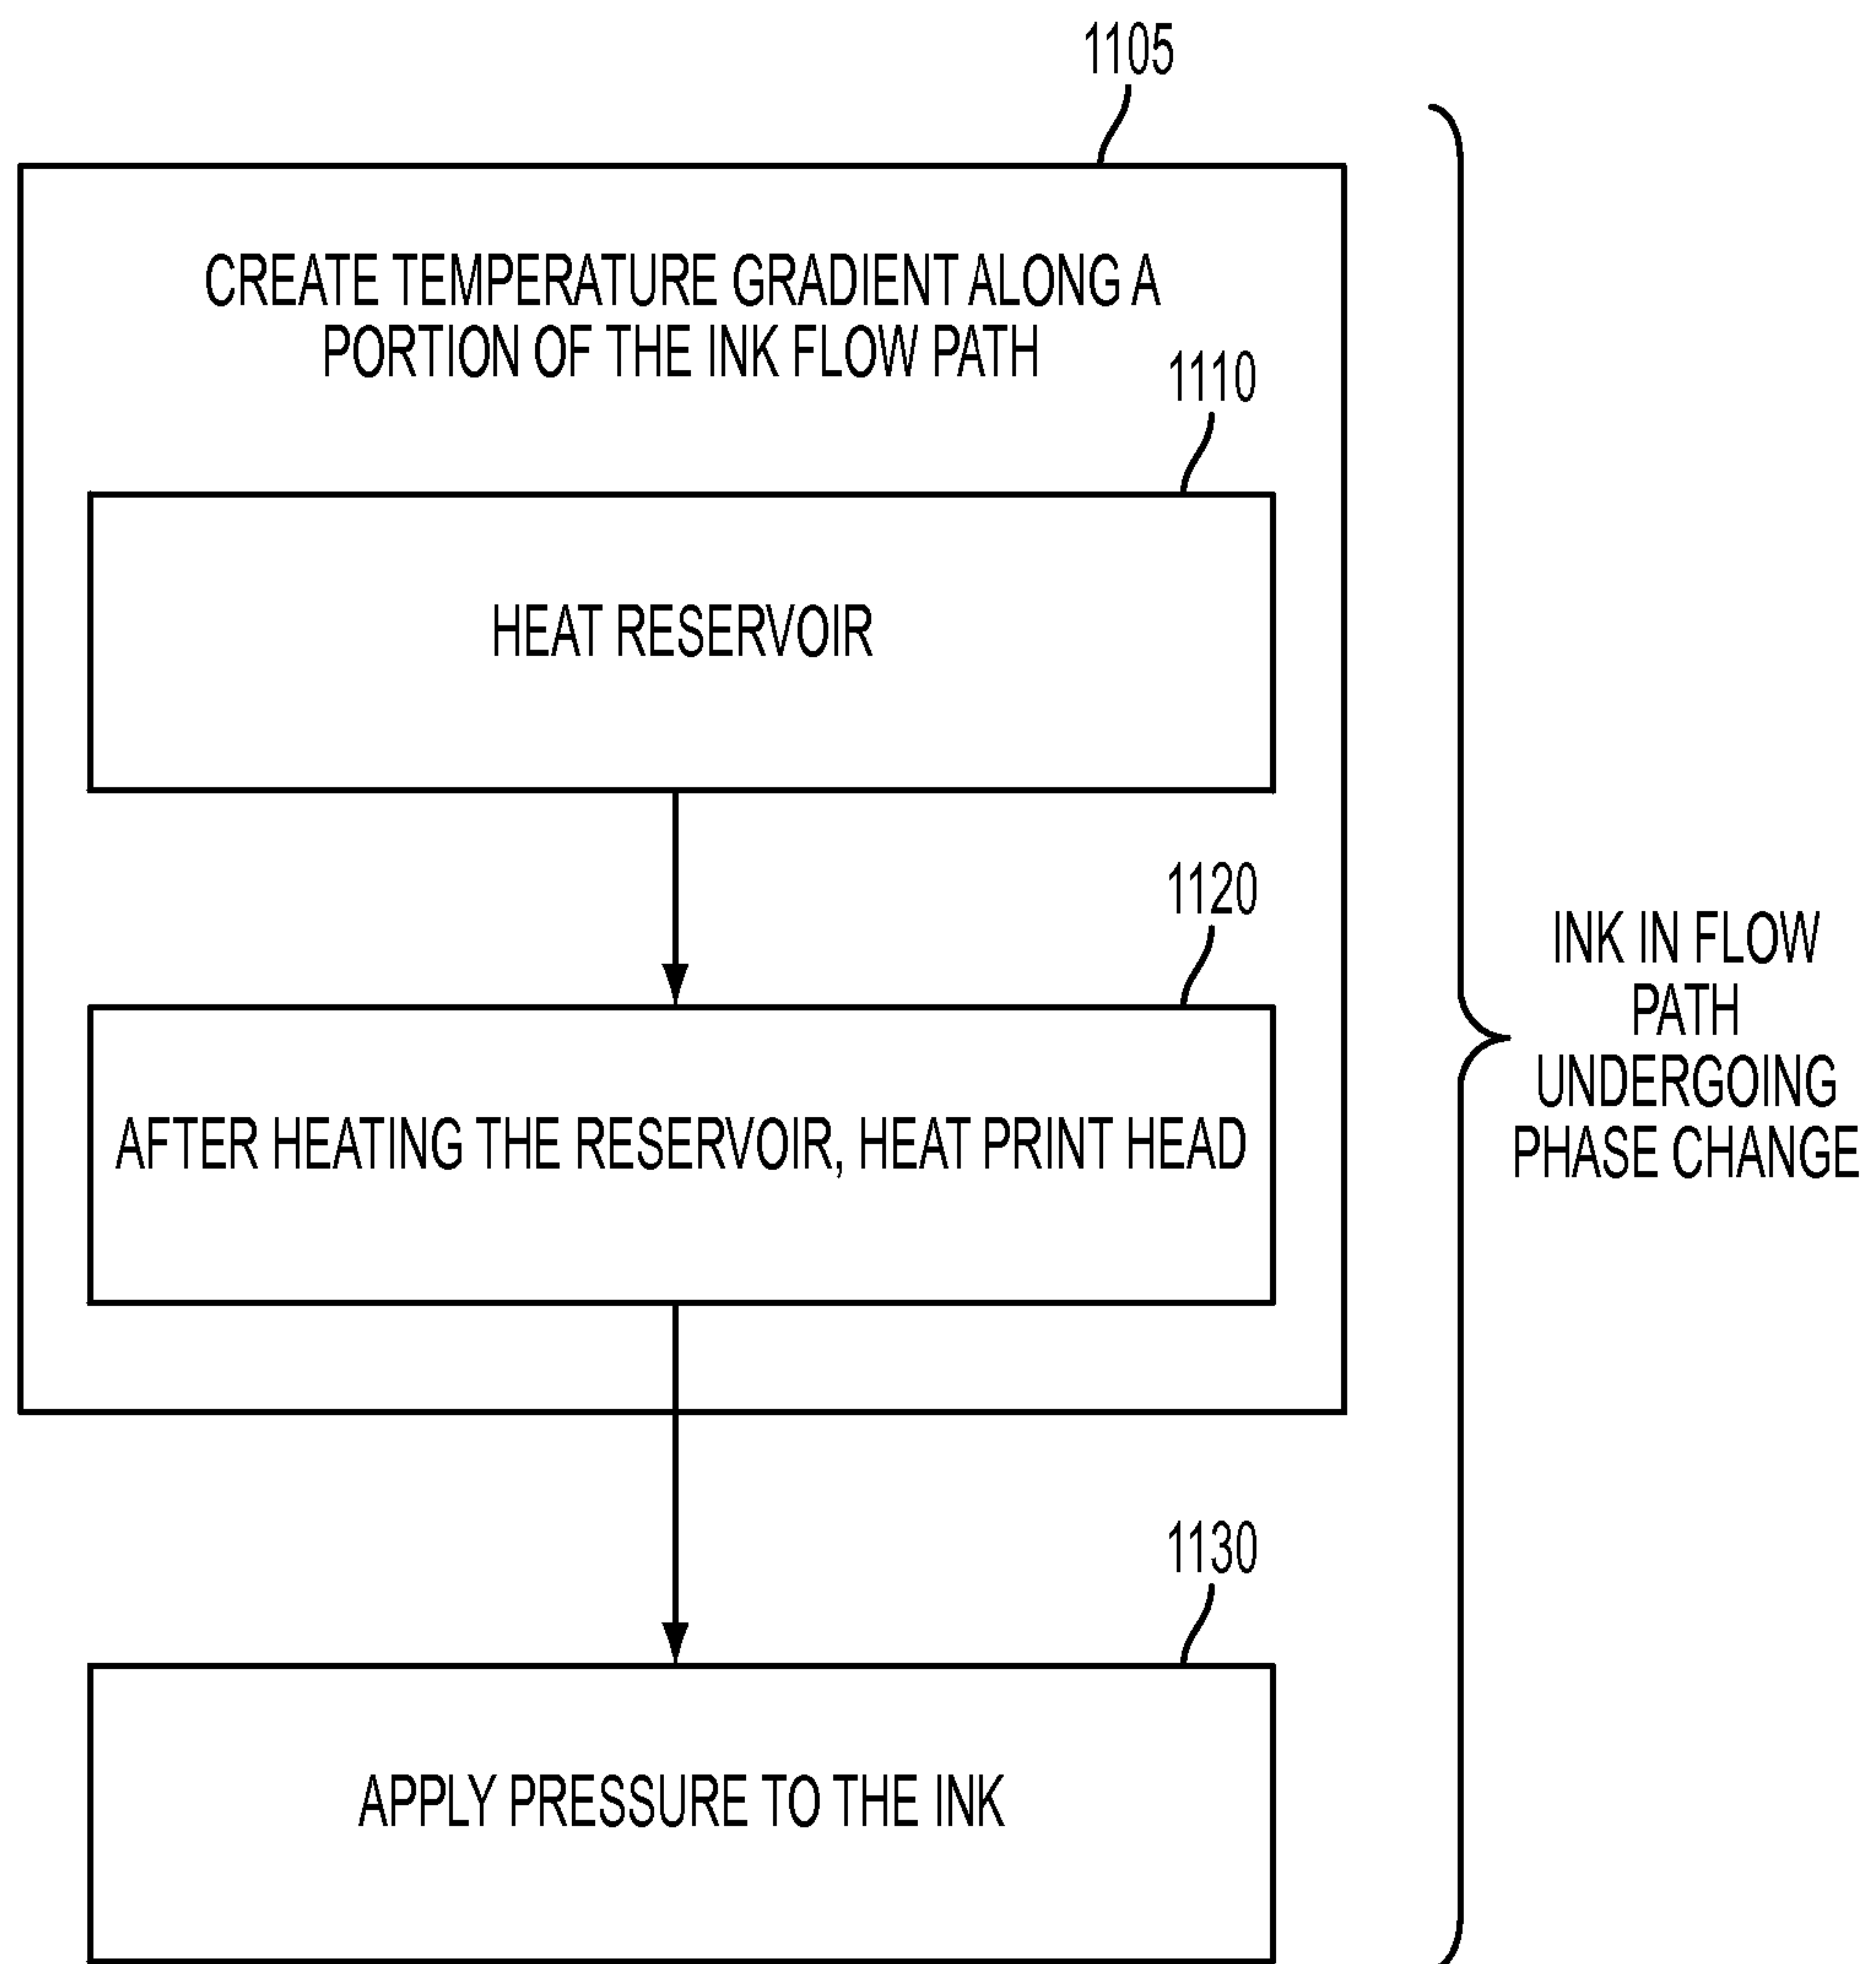 1105
CREATE TEMPERATURE GRADIENT ALONG A
PORTION OF THE INK FLOW PATH
1110
HEAT RESERVOIR
1120
AFTER HEATING THE RESERVOIR, HEAT PRINT HEAD
1130
APPLY PRESSURE TO THE INK
INK IN FLOW
PATH
UNDERGOING
PHASE CHANGE